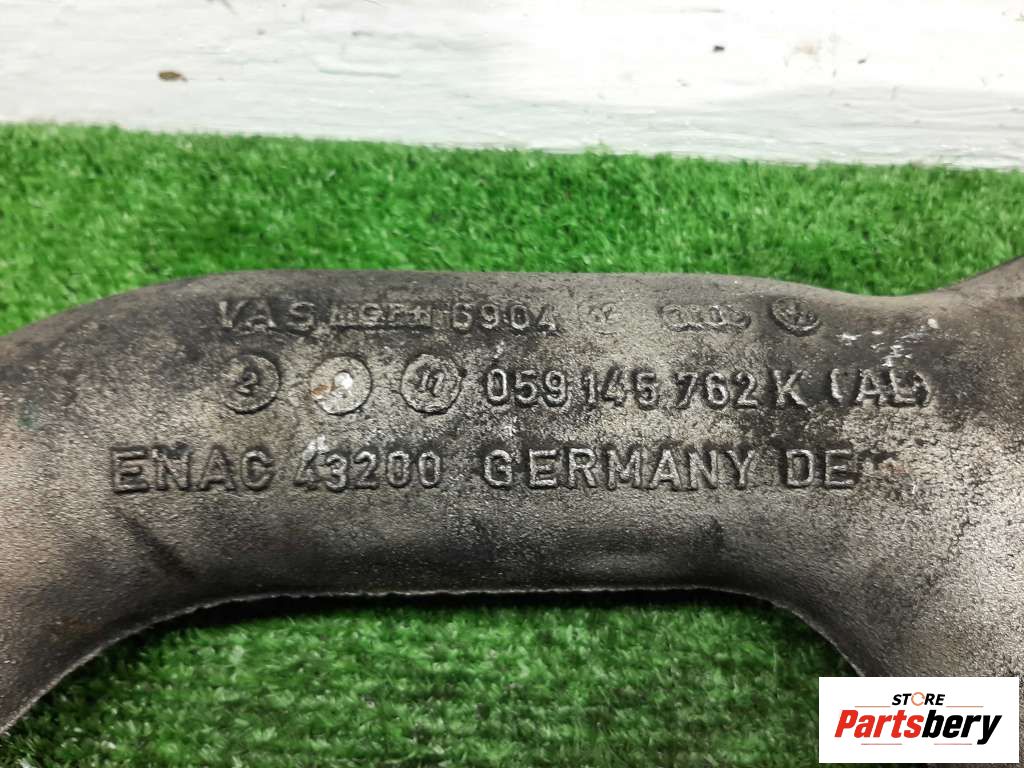 VAS 6904
2 11 059 145 762 K (AL)
ENAC 43200 GERMANY DE
STORE
Partsbery